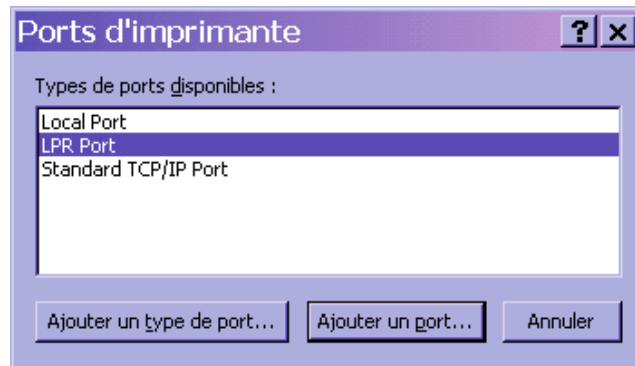 Ports d'imprimante
Types de ports disponibles :
Local Port
LPR Port
Standard TCP/IP Port
Ajouter un type de port... Ajouter un port... Annuler